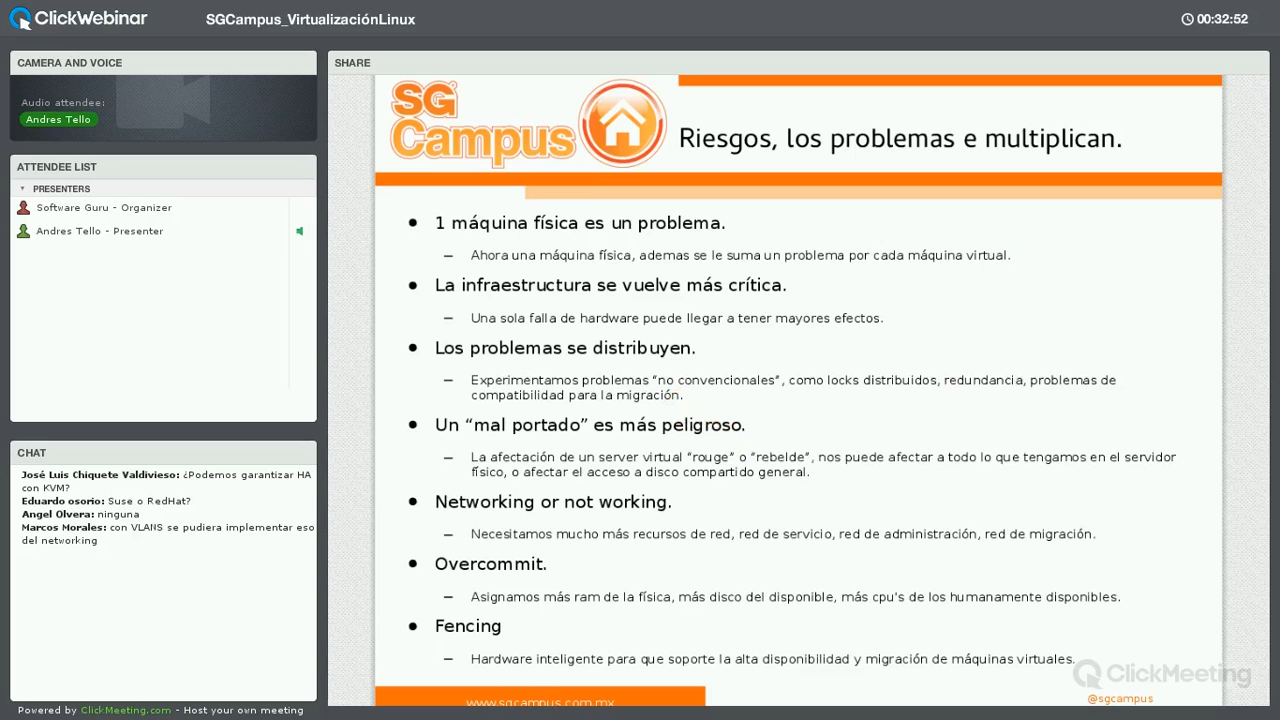 ClickWebinar
SGCampus_VirtualizaciónLinux
00:32:52
CAMERA AND VOICE
Audio attendee:
Andres Tello
ATTENDEE LIST
PRESENTERS
Software Guru - Organizer
Andres Tello - Presenter
CHAT
José Luis Chiquete Valdivieso: ¿Podemos garantizar HA
con KVM?
Eduardo osorio: Suse o RedHat?
Angel Olvera: ninguna
Marcos Morales: con VLANS se pudiera implementar eso
del networking
Powered by ClickMeeting.com - Host your own meeting
SHARE
SG
Campus
Riesgos, los problemas e multiplican.
● 1 máquina física es un problema.
– Ahora una máquina física, ademas se le suma un problema por cada máquina virtual.
● La infraestructura se vuelve más crítica.
– Una sola falla de hardware puede llegar a tener mayores efectos.
● Los problemas se distribuyen.
– Experimentamos problemas “no convencionales”, como locks distribuidos, redundancia, problemas de
compatibilidad para la migración.
● Un “mal portado” es más peligroso.
– La afectación de un server virtual “rouge” o “rebelde”, nos puede afectar a todo lo que tengamos en el servidor
físico, o afectar el acceso a disco compartido general.
● Networking or not working.
– Necesitamos mucho más recursos de red, red de servicio, red de administración, red de migración.
● Overcommit.
– Asignamos más ram de la física, más disco del disponible, más cpu's de los humanamente disponibles.
● Fencing
– Hardware inteligente para que soporte la alta disponibilidad y migración de máquinas virtuales.
ClickMeeting
www.sgcampus.com.mx
@sgcampus